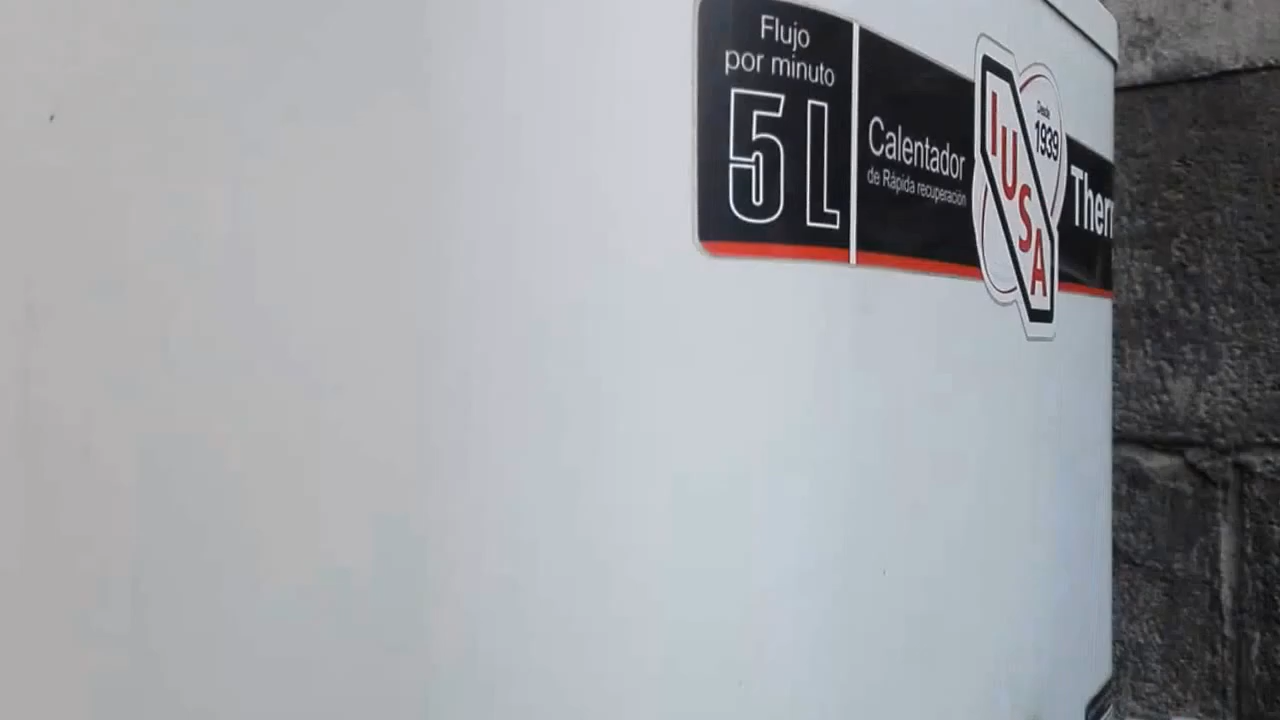 Flujo
por minuto
5 L
Calentador
de Rápida recuperación
Desde
1939
IUSA